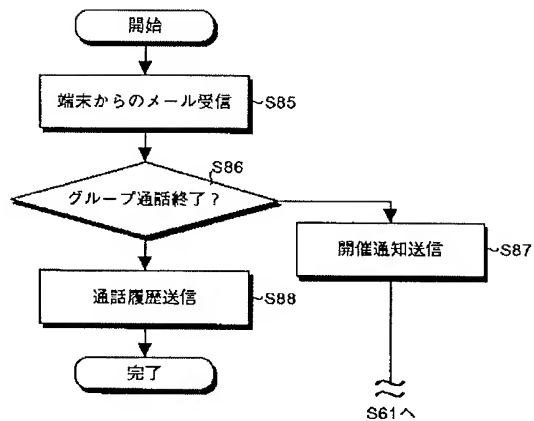 開始
端末からのメール受信
S85
S86
グループ通話終了？
開催通知送信
S87
通話履歴送信
S88
完了
S61へ